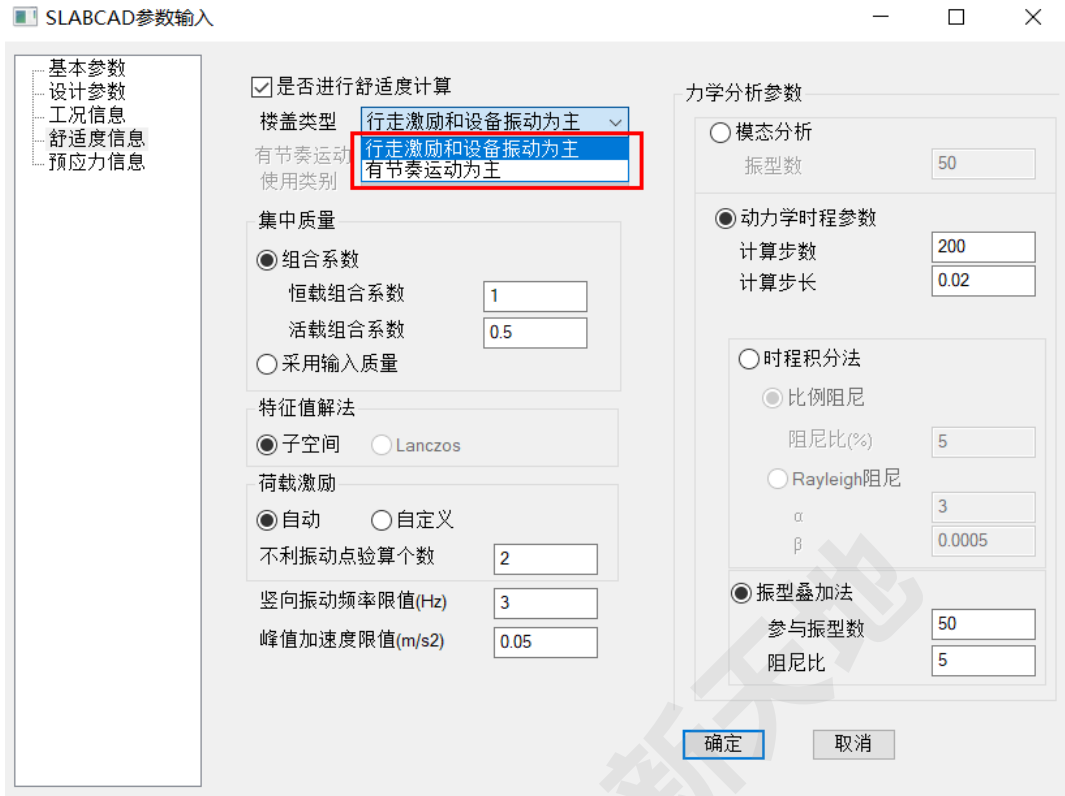 SLABCAD参数输入
基本参数
设计参数
工况信息
舒适度信息
预应力信息
是否进行舒适度计算
楼盖类型 行走激励和设备振动为主
行走激励和设备振动为主
有节奏运动为主
有节奏运动
使用类别
集中质量
组合系数
恒载组合系数 1
活载组合系数 0.5
采用输入质量
特征值解法
子空间 Lanczos
荷载激励
自动 自定义
不利振动点验算个数 2
竖向振动频率限值(Hz) 3
峰值加速度限值(m/s2) 0.05
力学分析参数
模态分析
振型数 50
动力学时程参数
计算步数 200
计算步长 0.02
时程积分法
比例阻尼
阻尼比(%) 5
Rayleigh阻尼
α 3
β 0.0005
振型叠加法
参与振型数 50
阻尼比 5
确定 取消
新天地